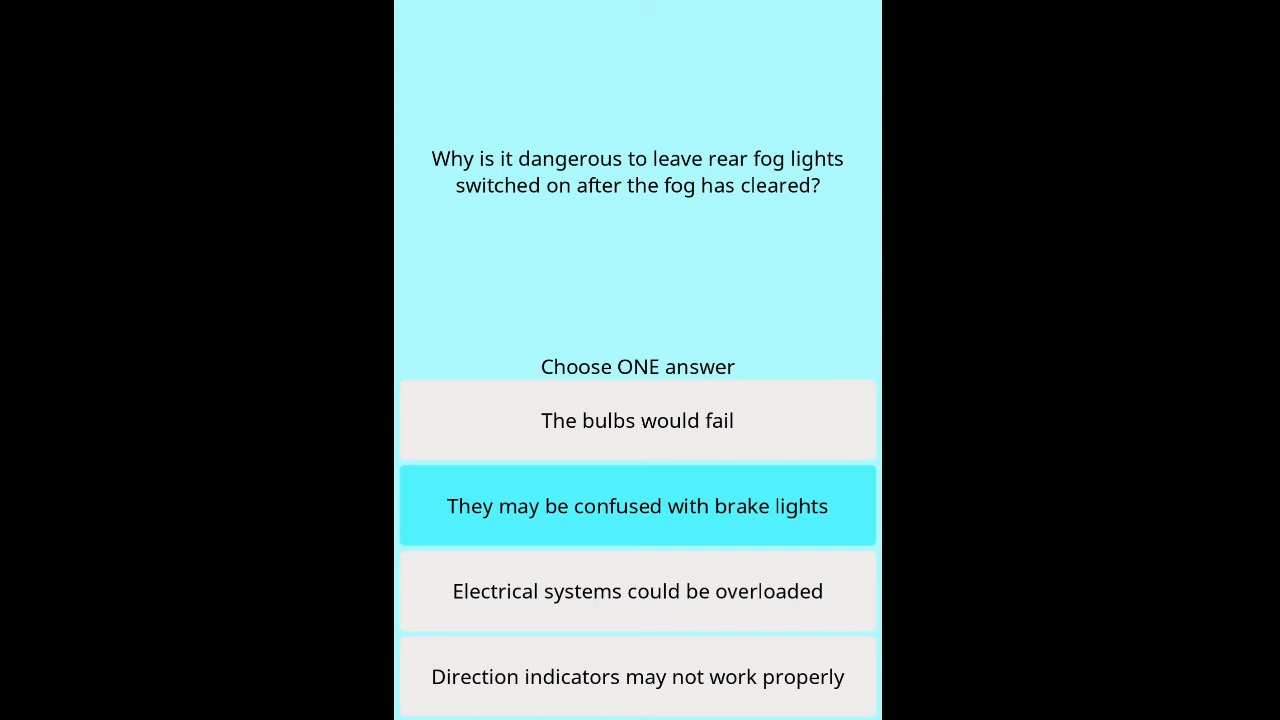 Why is it dangerous to leave rear fog lights
switched on after the fog has cleared?
Choose ONE answer
The bulbs would fail
They may be confused with brake lights
Electrical systems could be overloaded
Direction indicators may not work properly